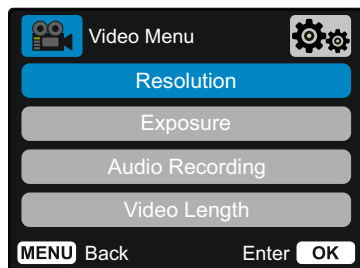 Video Menu
Resolution
Exposure
Audio Recording
Video Length
MENU Back Enter OK